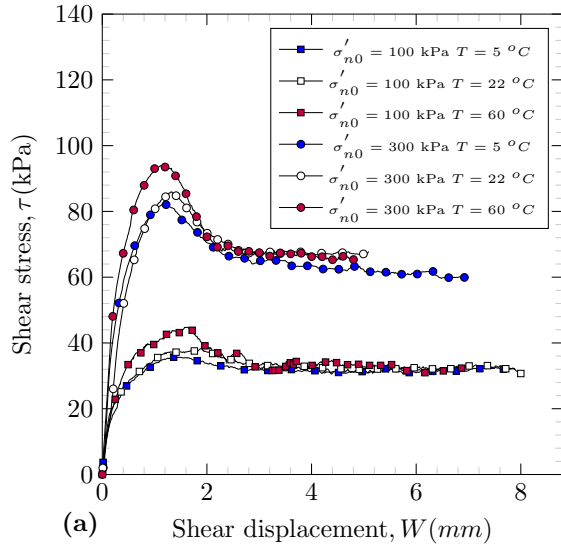 140
120
100
80
60
40
20
0
Shear stress, τ(kPa)
σ′n0 = 100 kPa T = 5 °C
σ′n0 = 100 kPa T = 22 °C
σ′n0 = 100 kPa T = 60 °C
σ′n0 = 300 kPa T = 5 °C
σ′n0 = 300 kPa T = 22 °C
σ′n0 = 300 kPa T = 60 °C
0 2 4 6 8
(a) Shear displacement, W(mm)